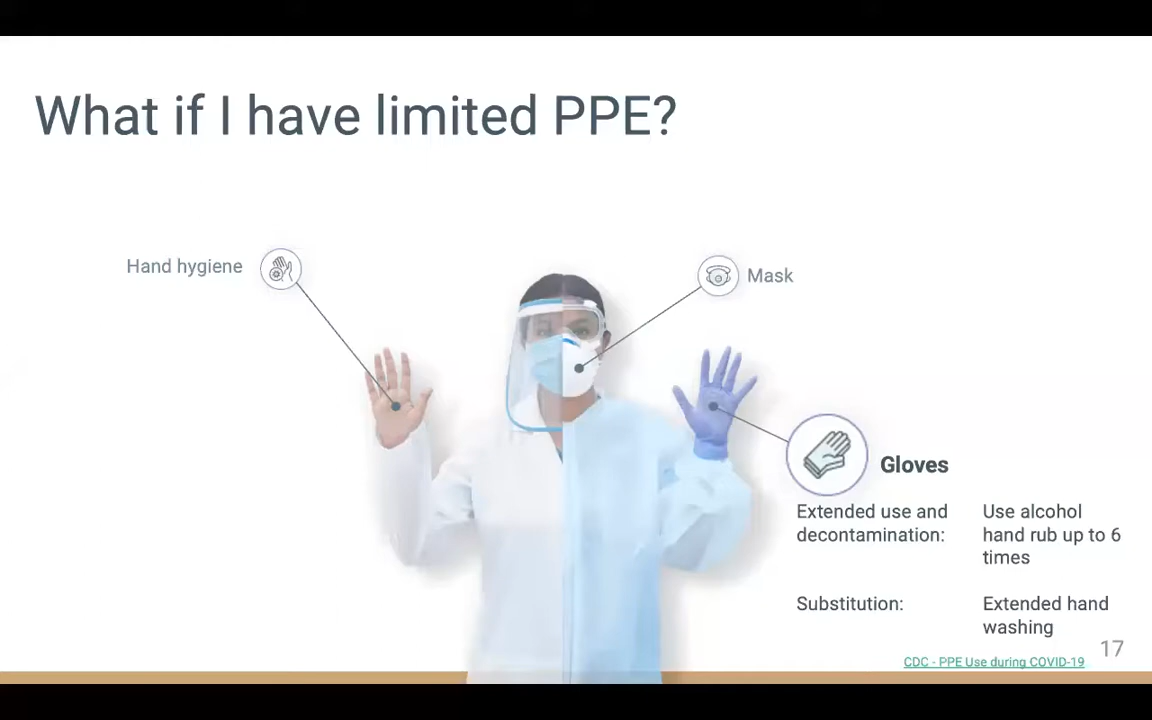 What if I have limited PPE?
Hand hygiene
Mask
Gloves
Extended use and
decontamination:
Use alcohol
hand rub up to 6
times
Substitution:
Extended hand
washing
17
CDC - PPE Use during COVID-19